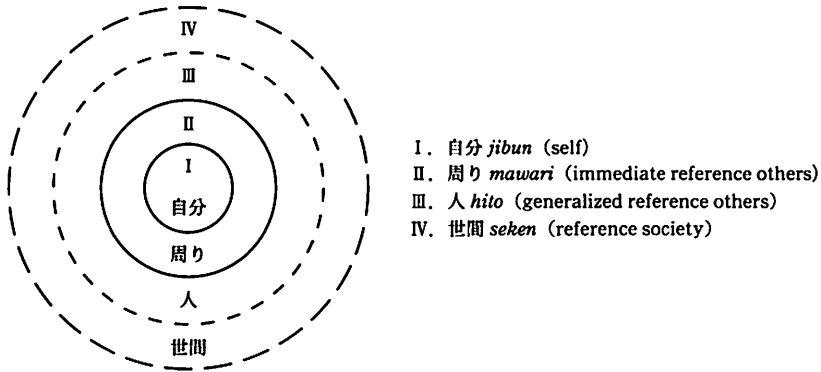 Ⅳ
Ⅲ
Ⅱ
Ⅰ
自分
周り
人
世間
Ⅰ. 自分 jibun (self)
Ⅱ. 周り mawari (immediate reference others)
Ⅲ. 人 hito (generalized reference others)
Ⅳ. 世間 seken (reference society)